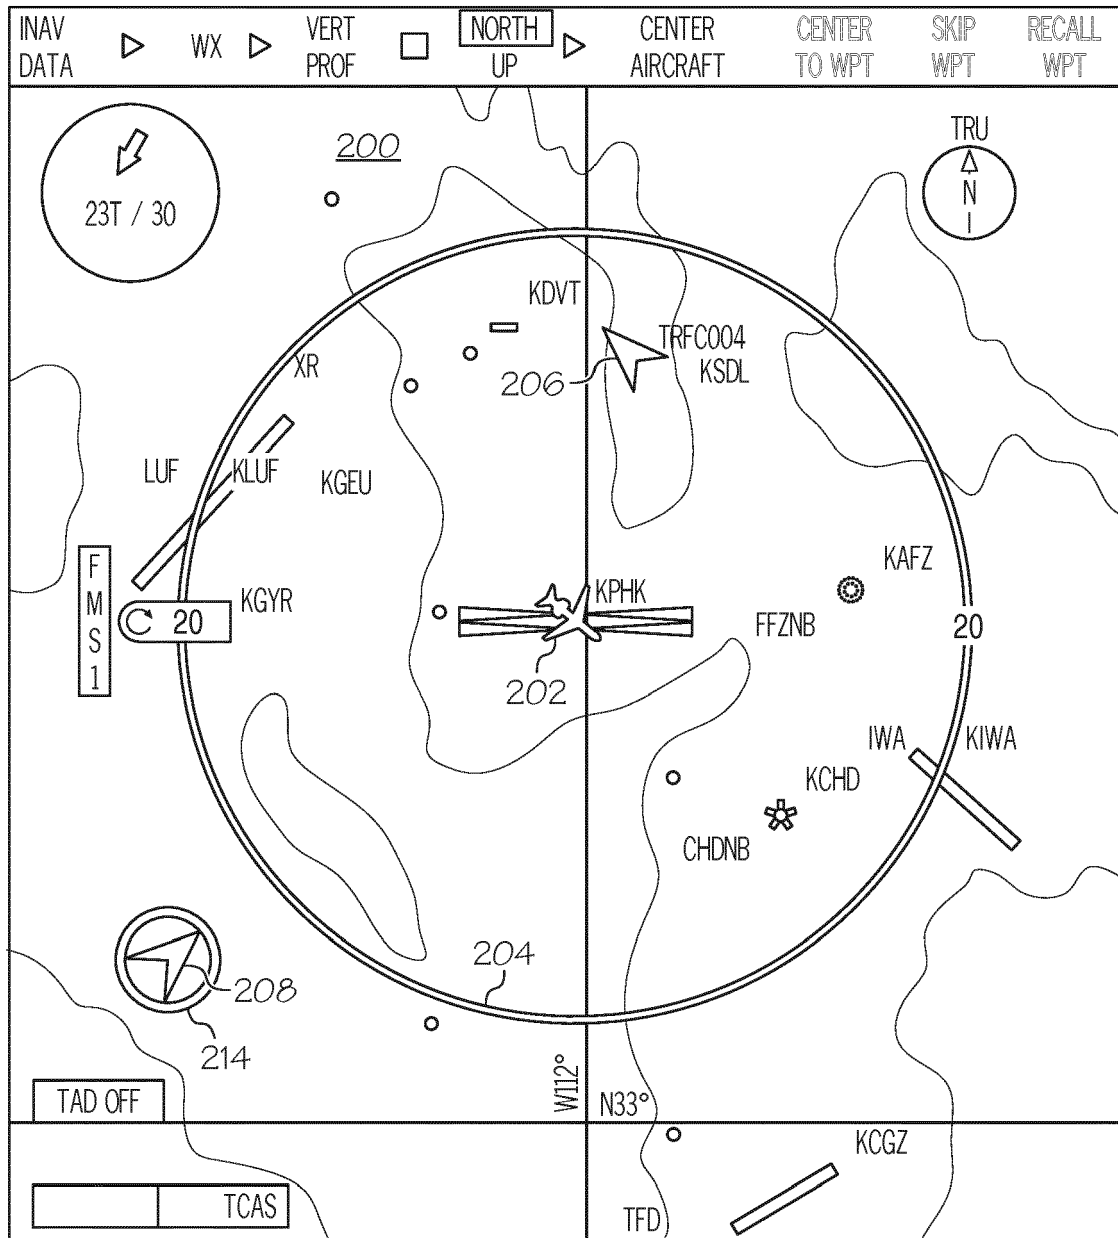 INAV DATA
WX
VERT PROF
NORTH UP
CENTER AIRCRAFT
CENTER TO WPT
SKIP WPT
RECALL WPT
23T / 30
200
TRU
N
KDVT
TRFC004
KSDL
206
XR
LUF
KLUF
KGEU
FMS1
20
KGYR
KPHK
202
KAFZ
FFZNB
20
IWA
KIWA
KCHD
CHDNB
204
208
214
W112°
N33°
TAD OFF
TCAS
KCGZ
TFD